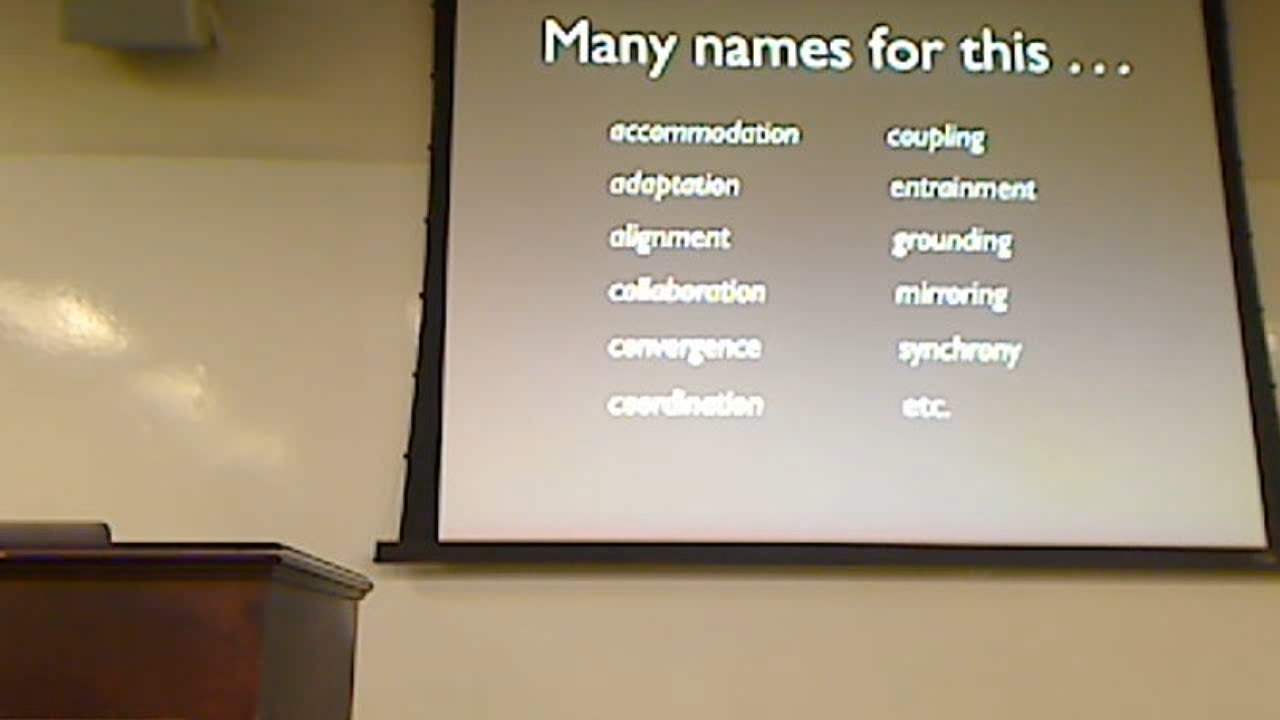 Many names for this . . .
accommodation
adaptation
alignment
collaboration
convergence
coordination
coupling
entrainment
grounding
mirroring
synchrony
etc.